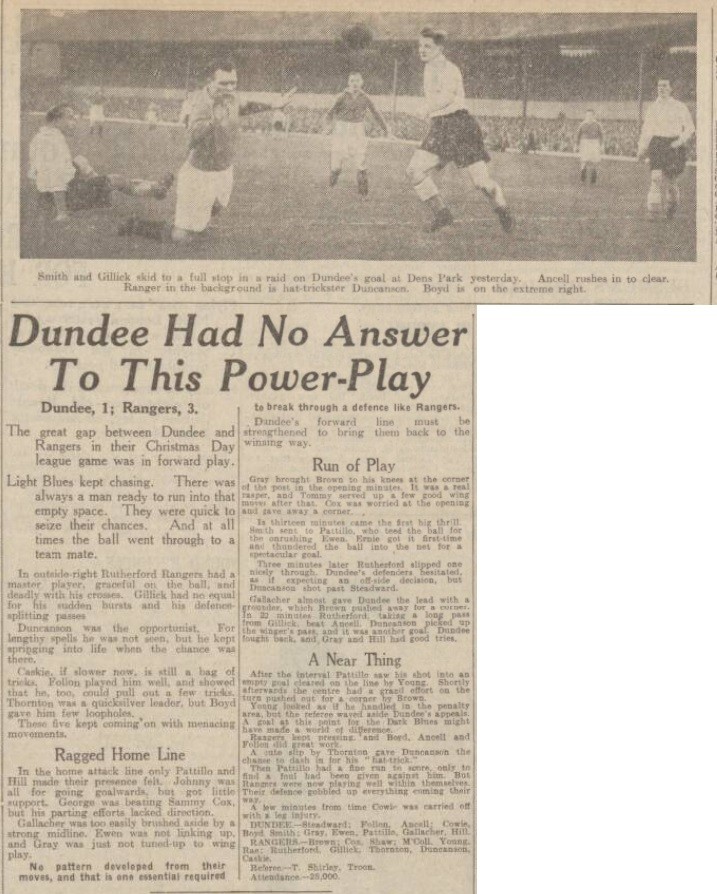 Smith and Gillick skid to a full stop in a raid on Dundee's goal at Dens Park yesterday. Ancell rushes in to clear.
Ranger in the background is hat-trickster Duncanson. Boyd is on the extreme right.
Dundee Had No Answer
To This Power-Play
Dundee, 1; Rangers, 3.
The great gap between Dundee and
Rangers in their Christmas Day
league game was in forward play.
Light Blues kept chasing. There was
always a man ready to run into that
empty space. They were quick to
seize their chances. And at all
times the ball went through to a
team mate.
In outside-right Rutherford Rangers had a
master player, graceful on the ball, and
deadly with his crosses. Gillick had no equal
for his sudden bursts and his defence-
splitting passes
Duncanson was the opportunist. For
lengthy spells he was not seen, but he kept
springing into life when the chance was
there.
Caskie, if slower now, is still a bag of
tricks. Follon played him well, and showed
that he, too, could pull out a few tricks.
Thornton was a quicksilver leader, but Boyd
gave him few loopholes.
These five kept coming on with menacing
movements.
Ragged Home Line
In the home attack line only Pattillo and
Hill made their presence felt. Johnny was
all for going goalwards, but got little
support. George was beating Sammy Cox,
but his parting efforts lacked direction.
Gallacher was too easily brushed aside by a
strong midline. Ewen was not linking up,
and Gray was just not tuned-up to wing
play.
No pattern developed from their
moves, and that is one essential required
to break through a defence like Rangers.
Dundee's forward line must be
strengthened to bring them back to the
winning way.
Run of Play
Gray brought Brown to his knees at the corner
of the post in the opening minutes. It was a real
rasper, and Tommy served up a few good wing
moves after that. Cox was worried at the opening
and gave away a corner.
In thirteen minutes came the first big thrill.
Smith sent to Pattillo, who teed the ball for
the onrushing Ewen. Ernie got it first-time
and thundered the ball into the net for a
spectacular goal.
Three minutes later Rutherford slipped one
nicely through. Dundee's defenders hesitated,
as if expecting an off-side decision, but
Duncanson shot past Steadward.
Gallacher almost gave Dundee the lead with a
grounder, which Brown pushed away for a corner.
In 22 minutes Rutherford, taking a long pass
from Gillick, beat Ancell. Duncanson picked up
the winger's pass, and it was another goal. Dundee
fought back, and Gray and Hill had good tries.
A Near Thing
After the interval Pattillo saw his shot into an
empty goal cleared on the line by Young. Shortly
afterwards the centre had a grand effort on the
turn pushed out for a corner by Brown.
Young looked as if he handled in the penalty
area, but the referee waved aside Dundee's appeals.
A goal at this point for the Dark Blues might
have made a world of difference.
Rangers kept pressing and Boyd, Ancell and
Follon did great work.
A cute slip by Thornton gave Duncanson the
chance to dash in for his "hat-trick."
Then Pattillo had a fine run to score, only to
find a foul had been given against him. But
Rangers were now playing well within themselves.
Their defence gobbled up everything coming their
way.
A few minutes from time Cowie was carried off
with a leg injury.
DUNDEE.—Steadward; Follon, Ancell; Cowie,
Boyd, Smith; Gray, Ewen, Pattillo, Gallacher, Hill.
RANGERS.—Brown; Cox, Shaw; M'Coll, Young,
Rae; Rutherford, Gillick, Thornton, Duncanson,
Caskie.
Referee—T. Shirley, Troon.
Attendance.—25,000.